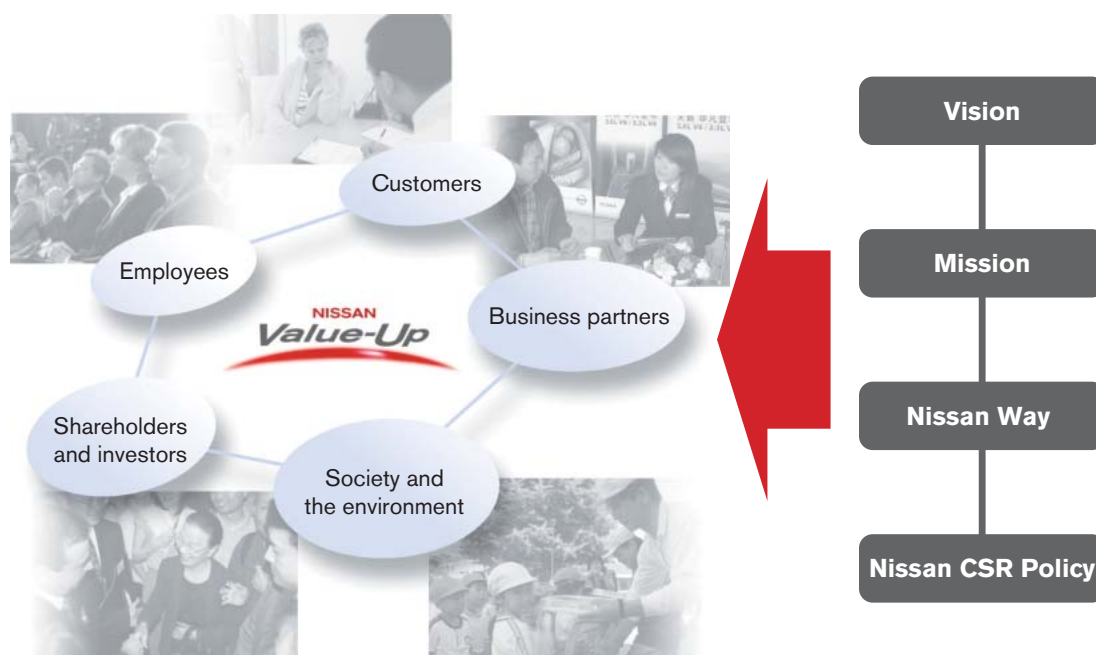 Customers
Employees
NISSAN
Value-Up
Business partners
Shareholders
and investors
Society and
the environment
Vision
Mission
Nissan Way
Nissan CSR Policy